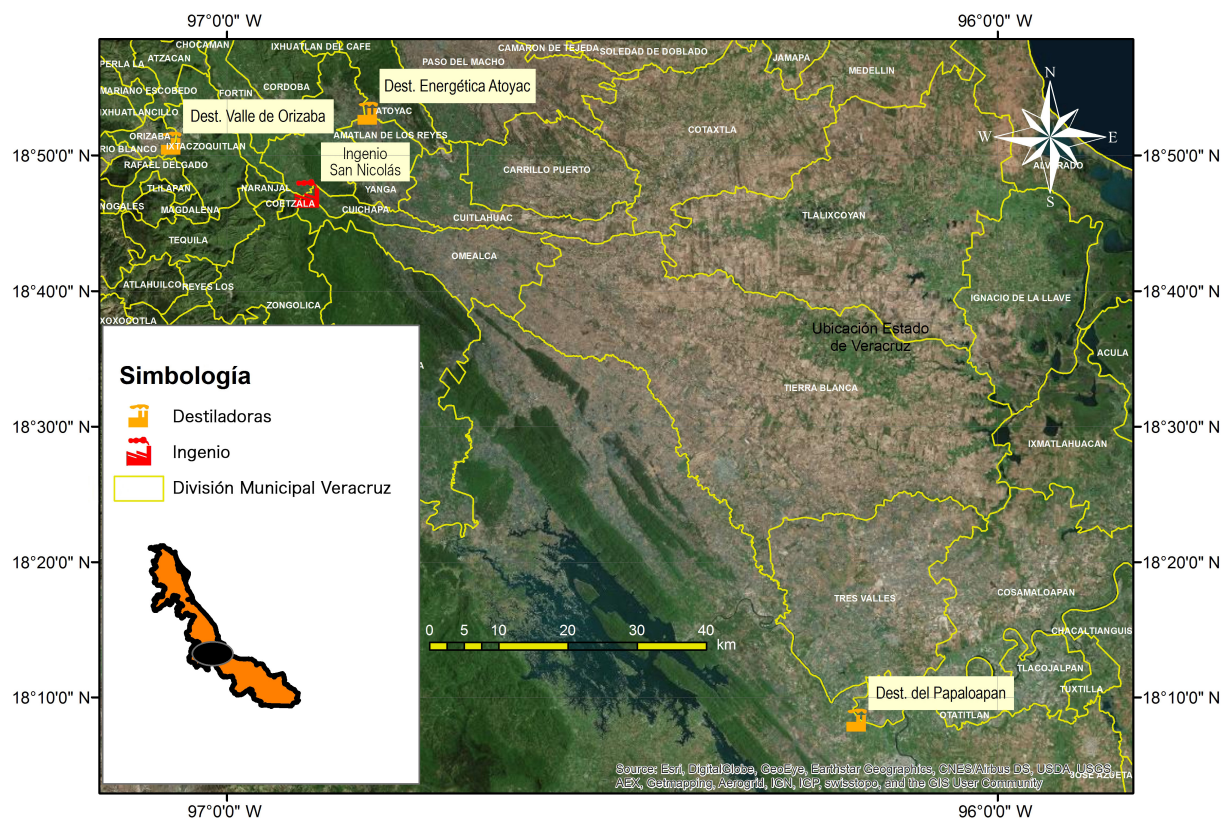 97°0'0" W
96°0'0" W
CHOCAMAN
IXHUATLAN DEL CAFE
CAMARON DE TEJEDA
SOLEDAD DE DOBLADO
PERLA LA
ATZACAN
PASO DEL MACHO
JAMAPA
MEDELLIN
N
Dest. Energética Atoyac
MARIANO ESCOBEDO
FORTIN
CORDOBA
IXHUATLANCILLO
Dest. Valle de Orizaba
ATOYAC
COTAXTLA
ORIZABA
AMATLAN DE LOS REYES
W
E
RIO BLANCO
IXTACZOQUITLAN
18°50'0" N
18°50'0" N
Ingenio
San Nicolás
RAFAEL DELGADO
CARRILLO PUERTO
ALVARADO
TLILAPAN
NARANJAL
YANGA
S
NOGALES
MAGDALENA
COETZALA
CUICHAPA
CUITLAHUAC
TLALIXCOYAN
TEQUILA
OMEALCA
ATLAHUILCO
REYES LOS
18°40'0" N
18°40'0" N
ZONGOLICA
IGNACIO DE LA LLAVE
XOXOCOTLA
Ubicación Estado
de Veracruz
ACULA
A
Simbología
TIERRA BLANCA
Destiladoras
18°30'0" N
18°30'0" N
IXMATLAHUACAN
Ingenio
División Municipal Veracruz
18°20'0" N
18°20'0" N
TRES VALLES
COSAMALOAPAN
0 5 10 20 30 40
km
CHACALTIANGUIS
TLACOJALPAN
TUXTILLA
18°10'0" N
18°10'0" N
Dest. del Papaloapan
OTATITLAN
Source: Esri, DigitalGlobe, GeoEye, Earthstar Geographics, CNES/Airbus DS, USDA, USGS,
AEX, Getmapping, Aerogrid, IGN, IGP, swisstopo, and the GIS User Community
JOSE AZUETA
97°0'0" W
96°0'0" W